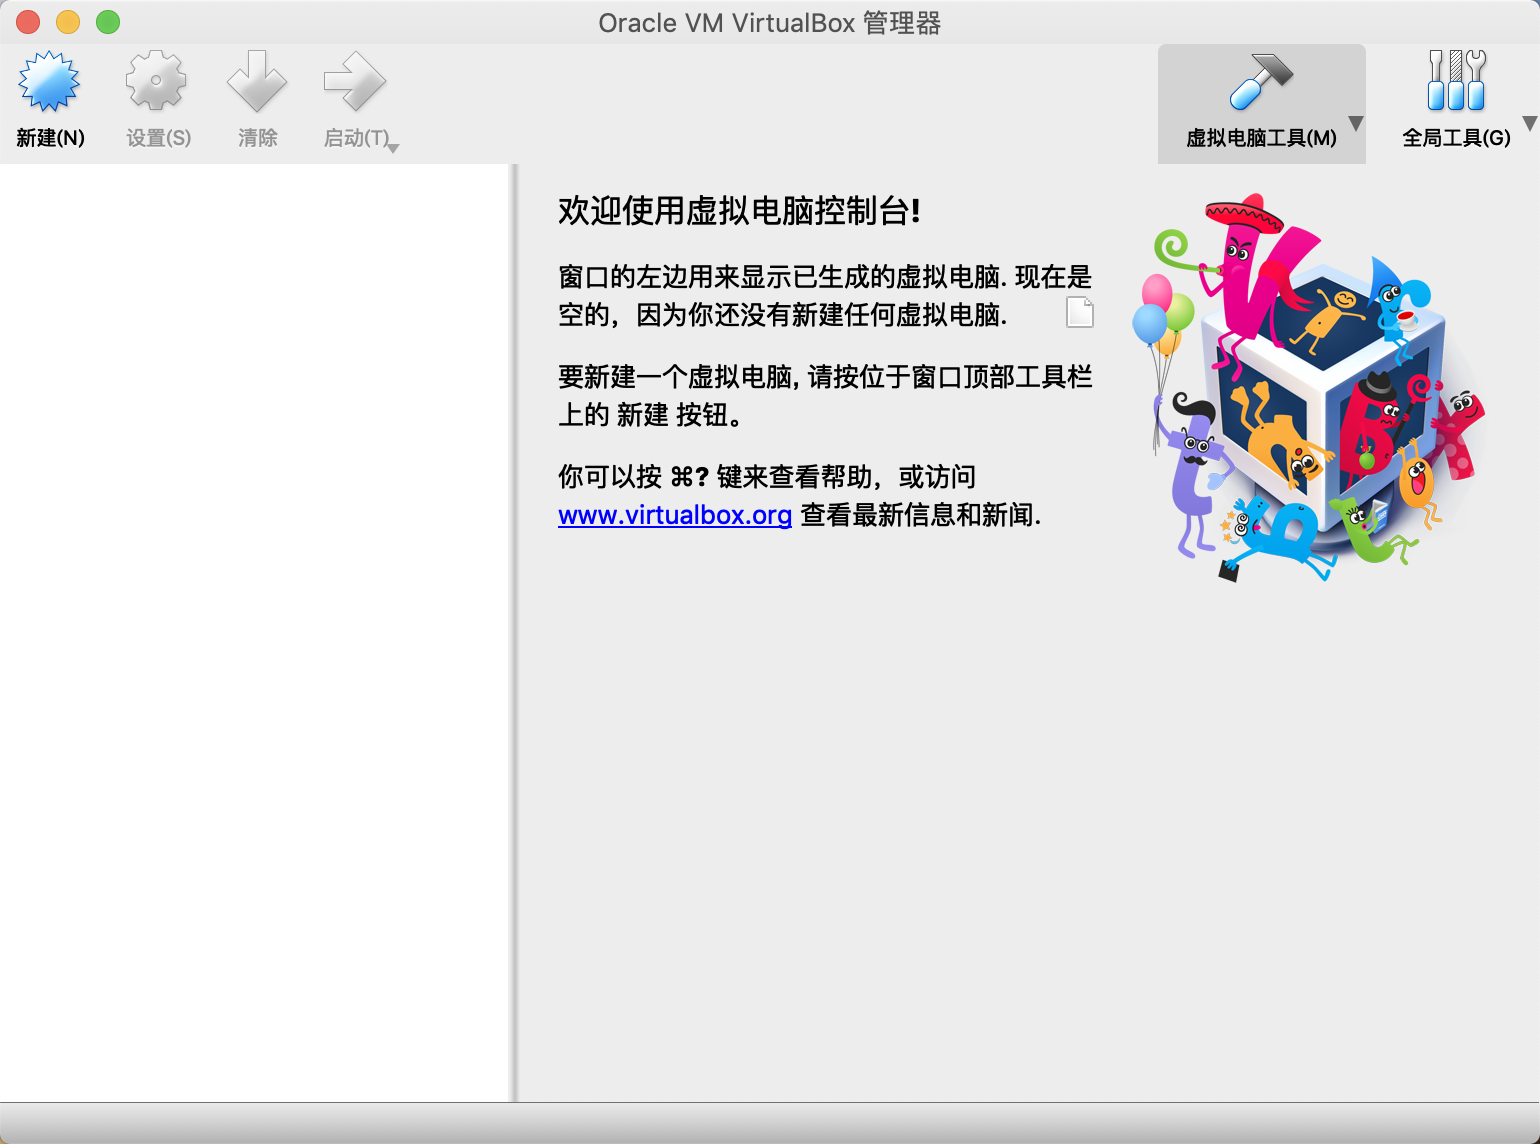 Oracle VM VirtualBox 管理器
新建(N)
设置(S)
清除
启动(T)
虚拟电脑工具(M)
全局工具(G)
欢迎使用虚拟电脑控制台!
窗口的左边用来显示已生成的虚拟电脑. 现在是
空的，因为你还没有新建任何虚拟电脑.
要新建一个虚拟电脑, 请按位于窗口顶部工具栏
上的 新建 按钮。
你可以按 ⌘? 键来查看帮助，或访问
www.virtualbox.org 查看最新信息和新闻.